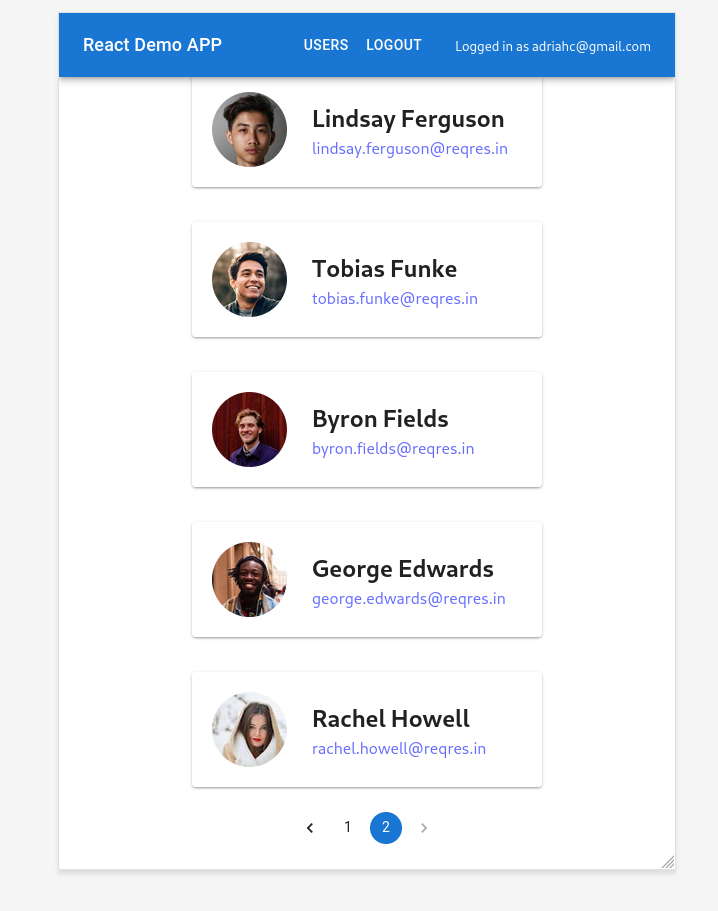 React Demo APP USERS LOGOUT Logged in as adriahc@gmail.com
Lindsay Ferguson
lindsay.ferguson@reqres.in
Tobias Funke
tobias.funke@reqres.in
Byron Fields
byron.fields@reqres.in
George Edwards
george.edwards@reqres.in
Rachel Howell
rachel.howell@reqres.in
1 2